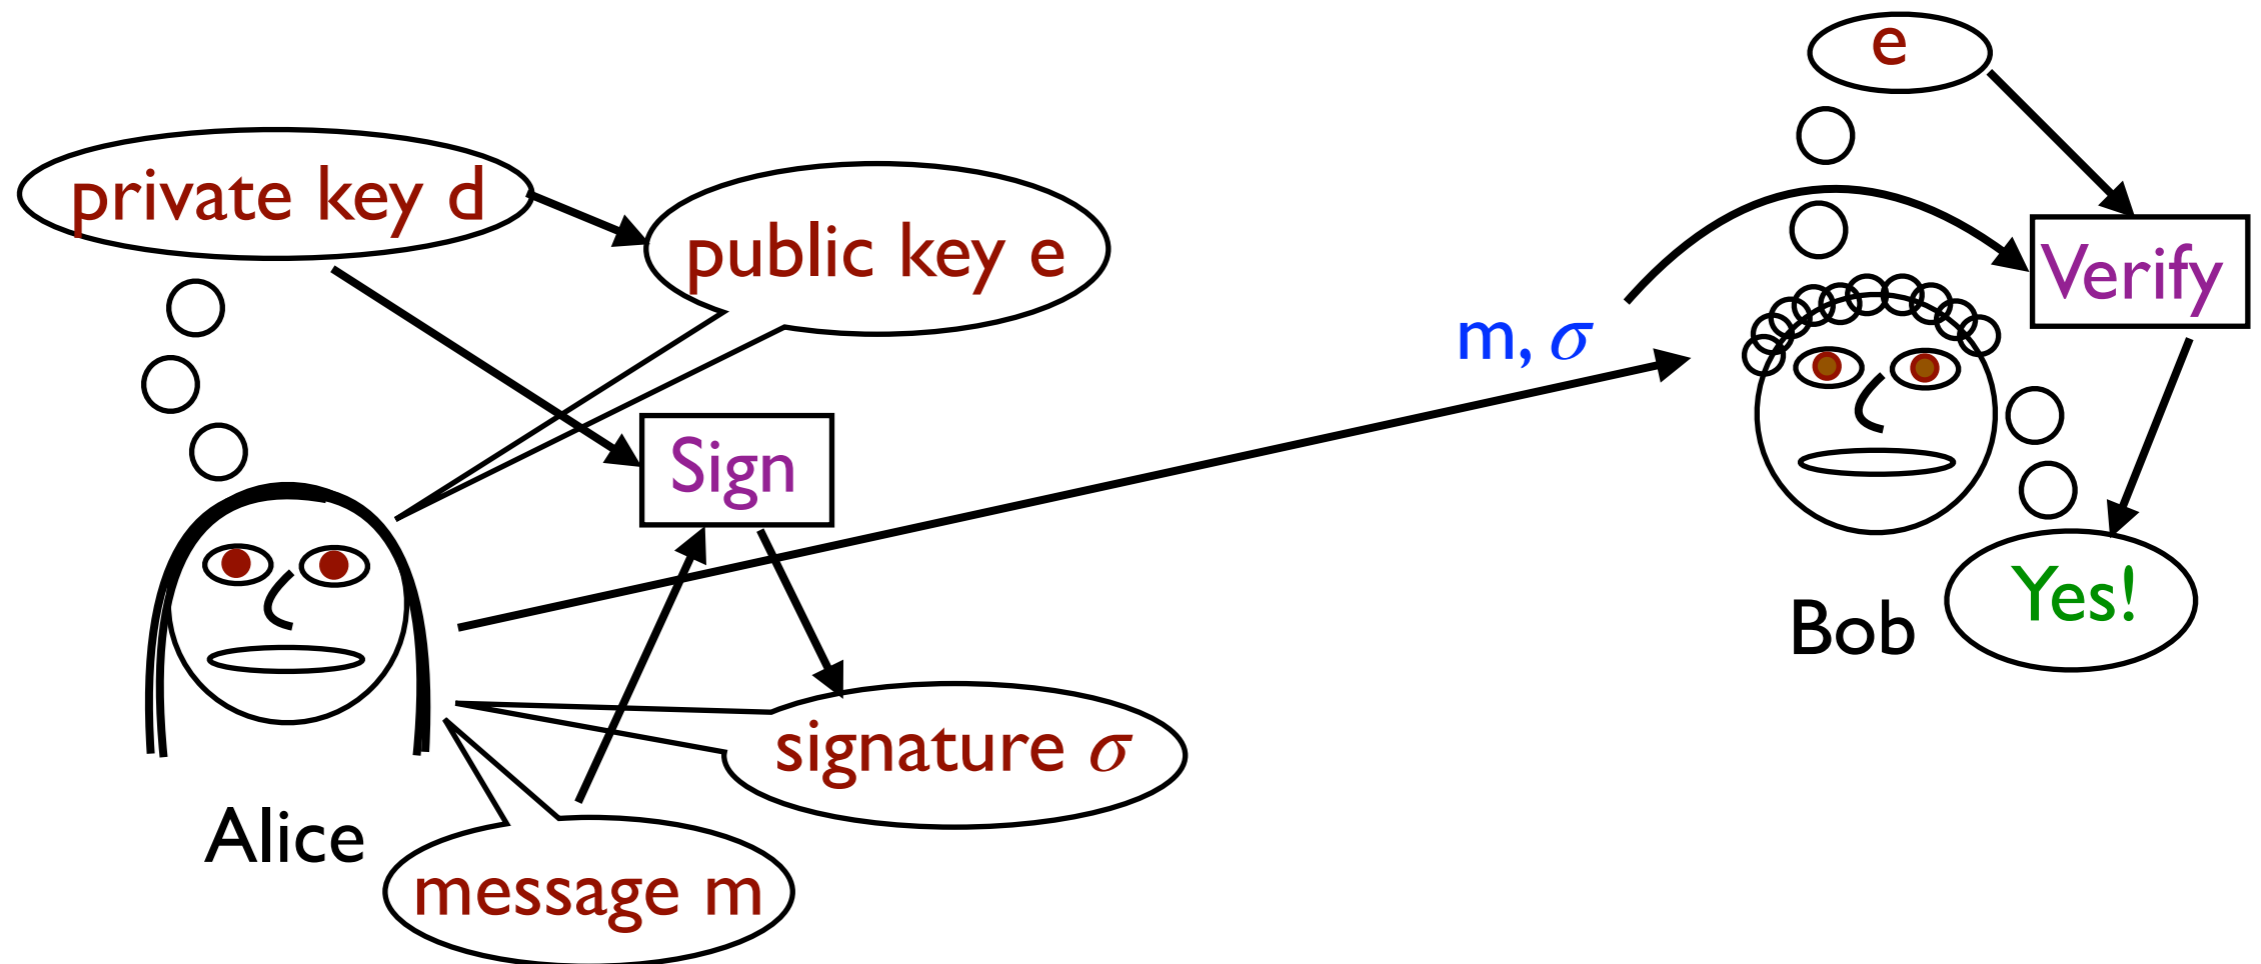 e
private key d
public key e
Verify
m, σ
Sign
Yes!
Bob
signature σ
Alice
message m